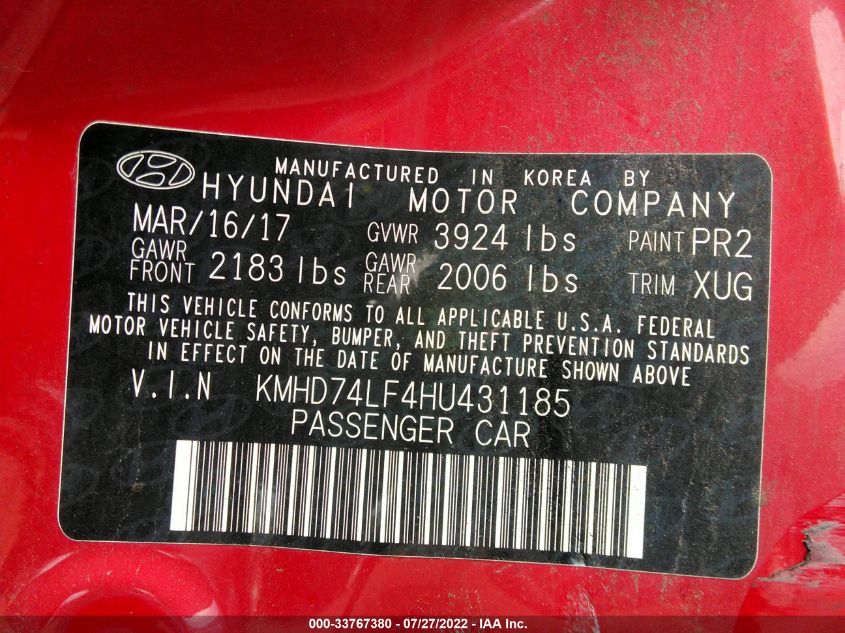 MANUFACTURED IN KOREA BY
HYUNDAI MOTOR COMPANY
MAR/16/17 GVWR 3924 lbs PAINT PR2
GAWR FRONT 2183 lbs GAWR REAR 2006 lbs TRIM XUG
THIS VEHICLE CONFORMS TO ALL APPLICABLE U.S.A. FEDERAL
MOTOR VEHICLE SAFETY, BUMPER, AND THEFT PREVENTION STANDARDS
IN EFFECT ON THE DATE OF MANUFACTURE SHOWN ABOVE
V.I.N KMHD74LF4HU431185
PASSENGER CAR
000-33767380 / 07/27/2022 - IAA Inc.